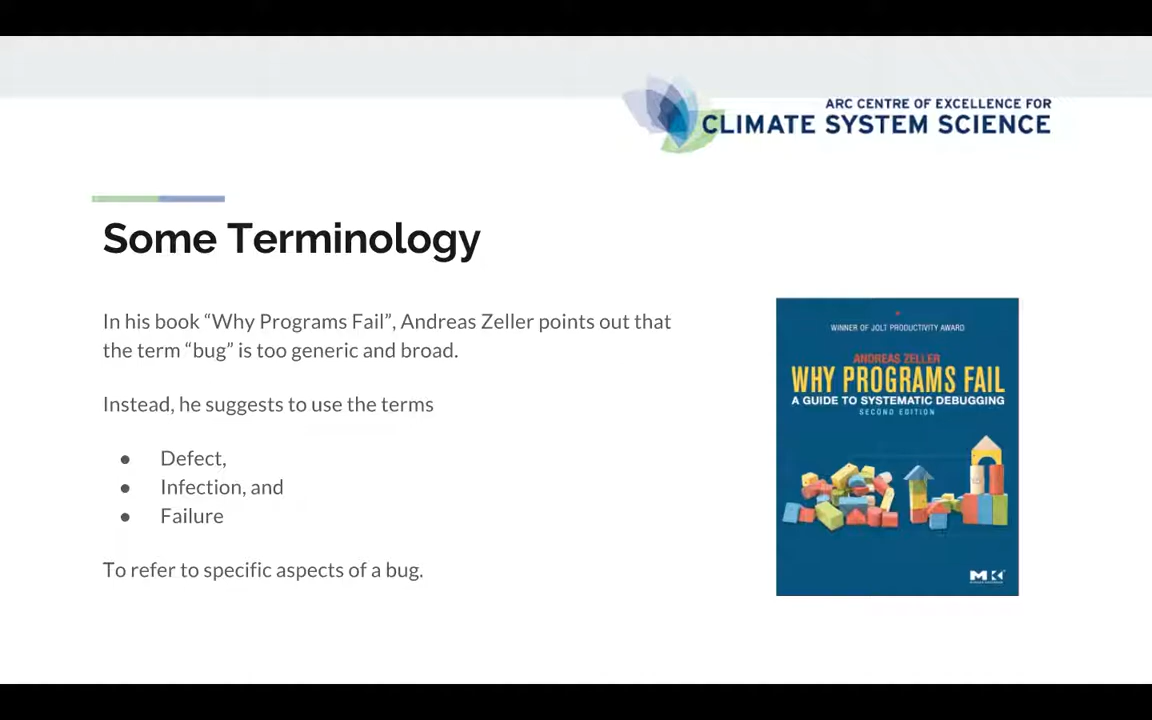 ARC CENTRE OF EXCELLENCE FOR
CLIMATE SYSTEM SCIENCE
Some Terminology
In his book “Why Programs Fail”, Andreas Zeller points out that
the term “bug” is too generic and broad.
Instead, he suggests to use the terms
● Defect,
● Infection, and
● Failure
To refer to specific aspects of a bug.
WINNER OF JOLT PRODUCTIVITY AWARD
ANDREAS ZELLER
WHY PROGRAMS FAIL
A GUIDE TO SYSTEMATIC DEBUGGING
SECOND EDITION
MK